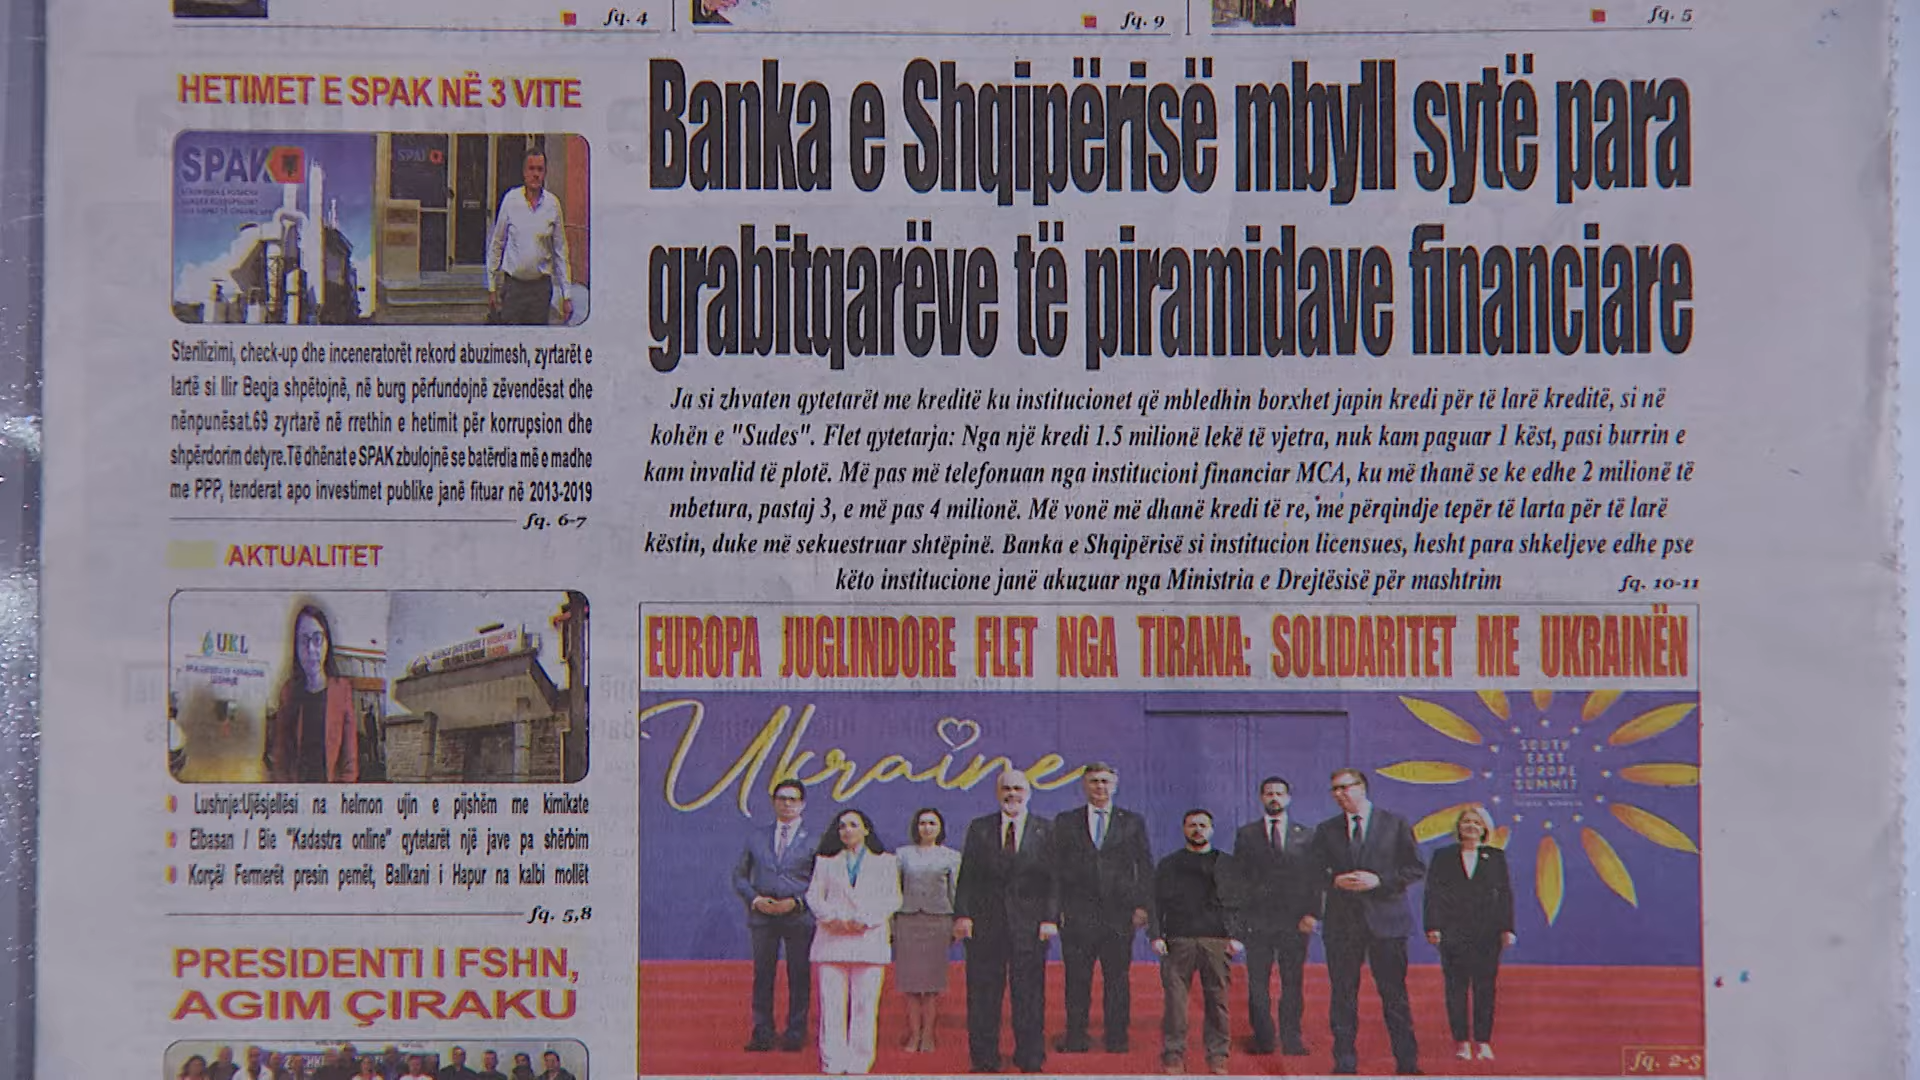 fq. 4
fq. 9
fq. 5
HETIMET E SPAK NË 3 VITE
SPAK
SPAK
Sterilizimi, check-up dhe inceneratorët rekord abuzimesh, zyrtarët e
lartë si Ilir Beqja shpëtojnë, në burg përfundojnë zëvendësat dhe
nënpunësat.69 zyrtarë në rrethin e hetimit për korrupsion dhe
shpërdorim detyre.Të dhënat e SPAK zbulojnë se batërdia më e madhe
me PPP, tenderat apo investimet publike janë fituar në 2013-2019
fq. 6-7
AKTUALITET
UKL
Lushnje:Ujësjellësi na helmon ujin e pijshëm me kimikate
Elbasan / Bie "Kadastra online" qytetarët një jave pa shërbim
Korçë/ Fermerët presin pemët, Ballkani i Hapur na kalbi mollët
fq. 5,8
PRESIDENTI I FSHN,
AGIM ÇIRAKU
Banka e Shqipërisë mbyll sytë para
grabitqarëve të piramidave financiare
Ja si zhvaten qytetarët me kreditë ku institucionet që mbledhin borxhet japin kredi për të larë kreditë, si në
kohën e "Sudes". Flet qytetarja: Nga një kredi 1.5 milionë lekë të vjetra, nuk kam paguar 1 këst, pasi burrin e
kam invalid të plotë. Më pas më telefonuan nga institucioni financiar MCA, ku më thanë se ke edhe 2 milionë të
mbetura, pastaj 3, e më pas 4 milionë. Më vonë më dhanë kredi të re, me përqindje tepër të larta për të larë
këstin, duke më sekuestruar shtëpinë. Banka e Shqipërisë si institucion licensues, hesht para shkeljeve edhe pse
këto institucione janë akuzuar nga Ministria e Drejtësisë për mashtrim
fq. 10-11
EUROPA JUGLINDORE FLET NGA TIRANA: SOLIDARITET ME UKRAINËN
Ukraine
SOUTH
EAST
EUROPE
SUMMIT
fq. 2-3